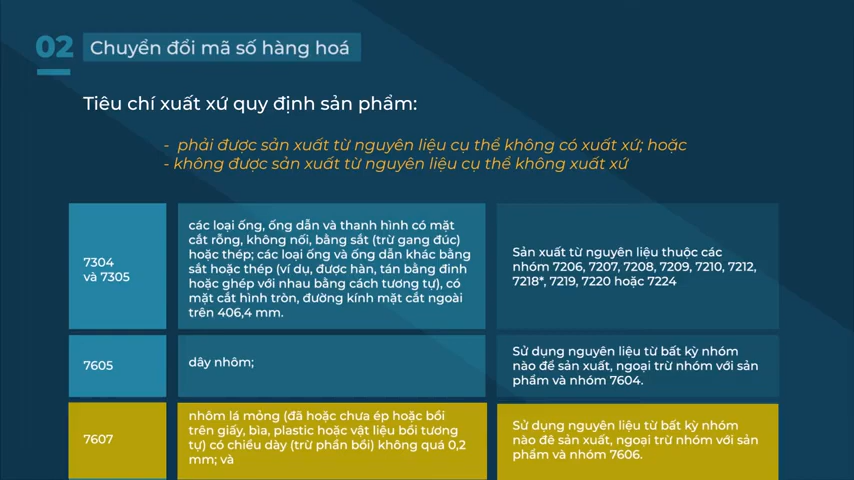 02 Chuyển đổi mã số hàng hoá
Tiêu chí xuất xứ quy định sản phẩm:
- phải được sản xuất từ nguyên liệu cụ thể không có xuất xứ; hoặc
- không được sản xuất từ nguyên liệu cụ thể không xuất xứ
7304
và 7305
các loại ống, ống dẫn và thanh hình có mặt
cắt rỗng, không nối, bằng sắt (trừ gang đúc)
hoặc thép; các loại ống và ống dẫn khác bằng
sắt hoặc thép (ví dụ, được hàn, tán bằng đinh
hoặc ghép với nhau bằng cách tương tự), có
mặt cắt hình tròn, đường kính mặt cắt ngoài
trên 406,4 mm.
Sản xuất từ nguyên liệu thuộc các
nhóm 7206, 7207, 7208, 7209, 7210, 7212,
7218*, 7219, 7220 hoặc 7224
7605
dây nhôm;
Sử dụng nguyên liệu từ bất kỳ nhóm
nào để sản xuất, ngoại trừ nhóm với sản
phẩm và nhóm 7604.
7607
nhôm lá mỏng (đã hoặc chưa ép hoặc bồi
trên giấy, bìa, plastic hoặc vật liệu bồi tương
tự) có chiều dày (trừ phần bồi) không quá 0,2
mm; và
Sử dụng nguyên liệu từ bất kỳ nhóm
nào đê sản xuất, ngoại trừ nhóm với sản
phẩm và nhóm 7606.